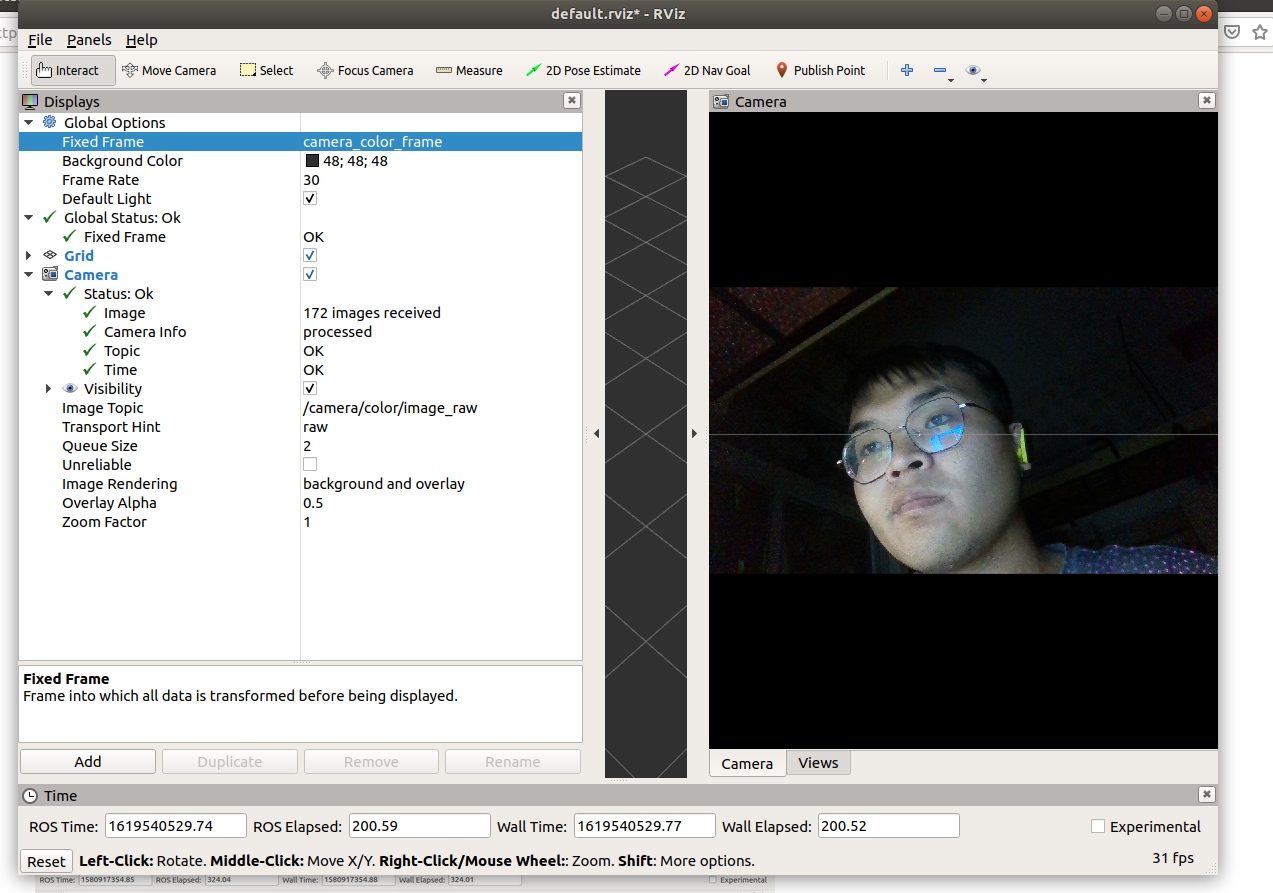 default.rviz* - RViz
File Panels Help
Interact Move Camera Select Focus Camera Measure 2D Pose Estimate 2D Nav Goal Publish Point
Displays
Global Options
Fixed Frame camera_color_frame
Background Color 48; 48; 48
Frame Rate 30
Default Light
Global Status: Ok
Fixed Frame OK
Grid
Camera
Status: Ok
Image 172 images received
Camera Info processed
Topic OK
Time OK
Visibility
Image Topic /camera/color/image_raw
Transport Hint raw
Queue Size 2
Unreliable
Image Rendering background and overlay
Overlay Alpha 0.5
Zoom Factor 1
Fixed Frame
Frame into which all data is transformed before being displayed.
Add Duplicate Remove Rename
Camera
Camera Views
Time
ROS Time: 1619540529.74 ROS Elapsed: 200.59 Wall Time: 1619540529.77 Wall Elapsed: 200.52 Experimental
Reset Left-Click: Rotate. Middle-Click: Move X/Y. Right-Click/Mouse Wheel:: Zoom. Shift: More options. 31 fps
ROS Time: 1580917354.85 ROS Elapsed: 324.04 Wall Time: 1580917354.88 Wall Elapsed: 324.01 Experimental